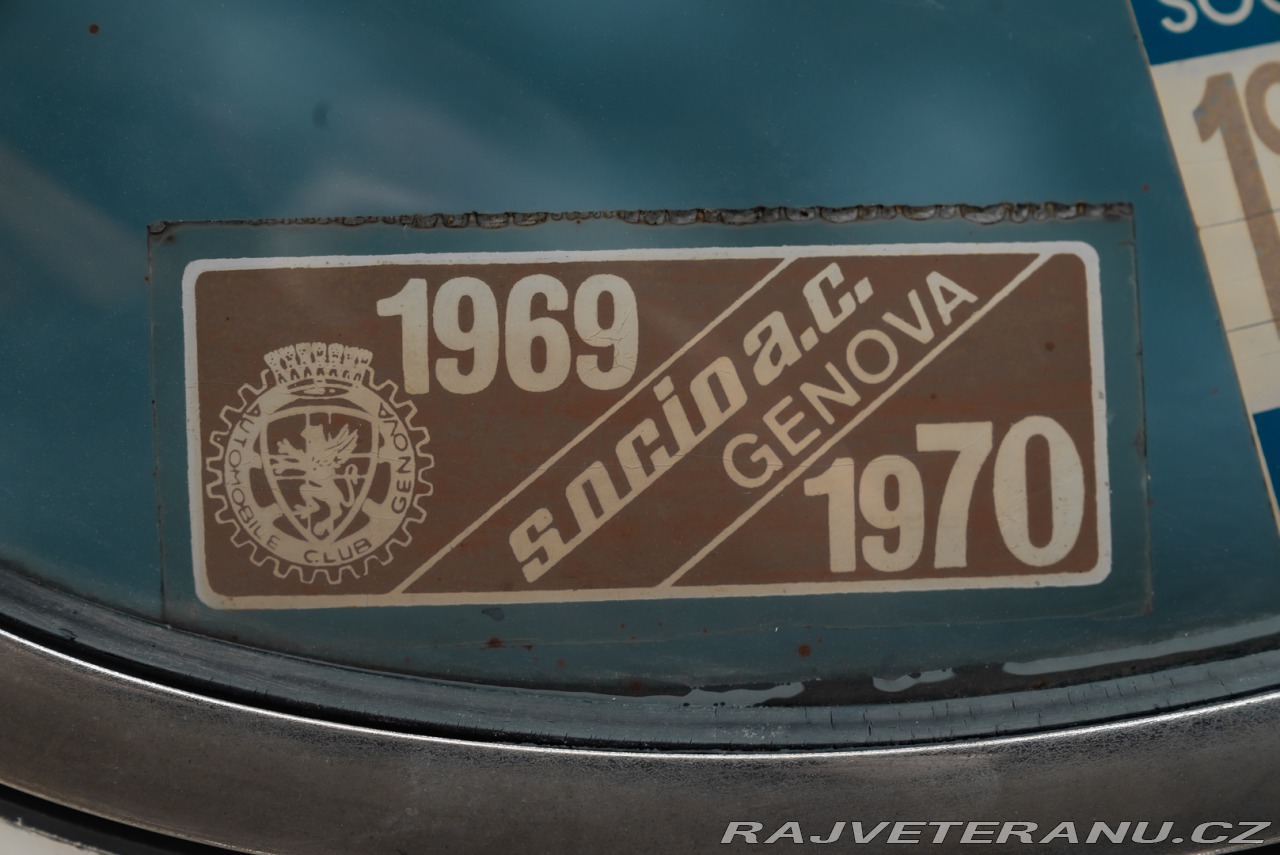 1969
socio a.c.
GENOVA
1970
AUTOMOBILE CLUB GENOVA
RAJVETERANU.CZ